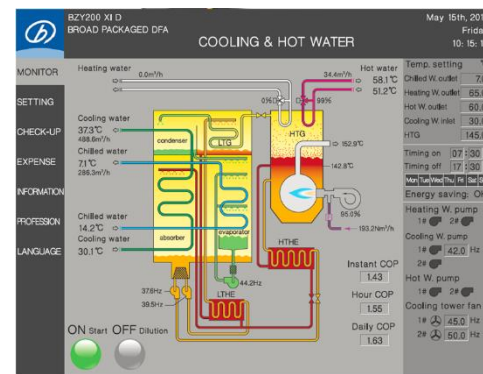 BZY200 XI D
BROAD PACKAGED DFA
COOLING & HOT WATER
May 15th, 201
Frida
10: 15: 1
MONITOR
SETTING
CHECK-UP
EXPENSE
INFORMATION
PROFESSION
LANGUAGE
Heating water
0.0m³/h
Hot water
34.4m³/h
58.1℃
51.2℃
0%
D
99%
Cooling water
37.3℃
488.6m³/h
Chilled water
7.1℃
286.3m³/h
Chilled water
14.2℃
Cooling water
30.1℃
condenser
LTG
HTG
152.9℃
142.8℃
95.0%
193.2Nm³/h
absorber
evaporator
HTHE
LTHE
44.2Hz
37.6Hz
39.5Hz
Instant COP
1.43
Hour COP
1.55
Daily COP
1.63
ON Start OFF Dilution
Temp. setting
Chilled W. outlet 7.
Heating W. outlet 65.
Hot W. outlet 60.
Cooling W. inlet 30.
HTG 145.
Timing on 07 : 30
Timing off 17 : 30
Mon Tue Wed Thu Fri Sat
Energy saving: O
Heating W. pump
1# 2#
Cooling W. pump
1# 42.0 Hz
2#
Hot W. pump
1# 2#
Cooling tower fan
1# 45.0 Hz
2# 50.0 Hz